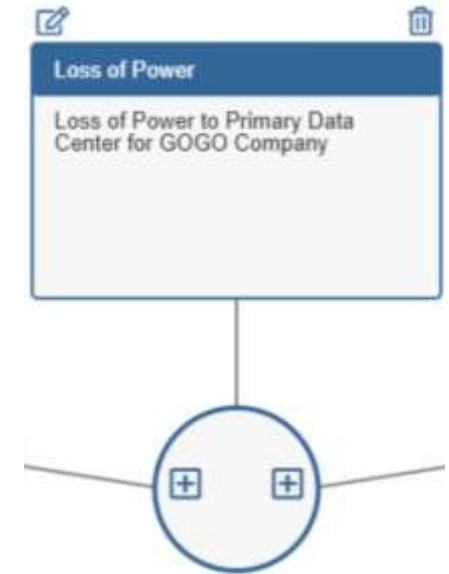 Loss of Power
Loss of Power to Primary Data
Center for GOGO Company